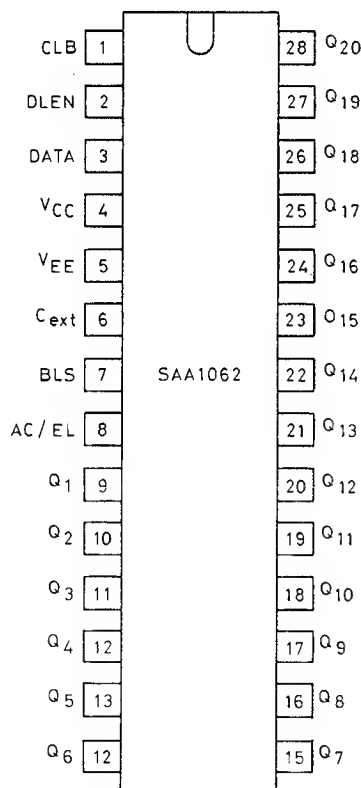 CLB 1 28 Q20
DLEN 2 27 Q19
DATA 3 26 Q18
VCC 4 25 Q17
VEE 5 24 Q16
Cext 6 23 O15
BLS 7 SAA1062 22 Q14
AC/EL 8 21 Q13
Q1 9 20 Q12
Q2 10 19 Q11
Q3 11 18 Q10
Q4 12 17 Q9
Q5 13 16 Q8
Q6 12 15 Q7